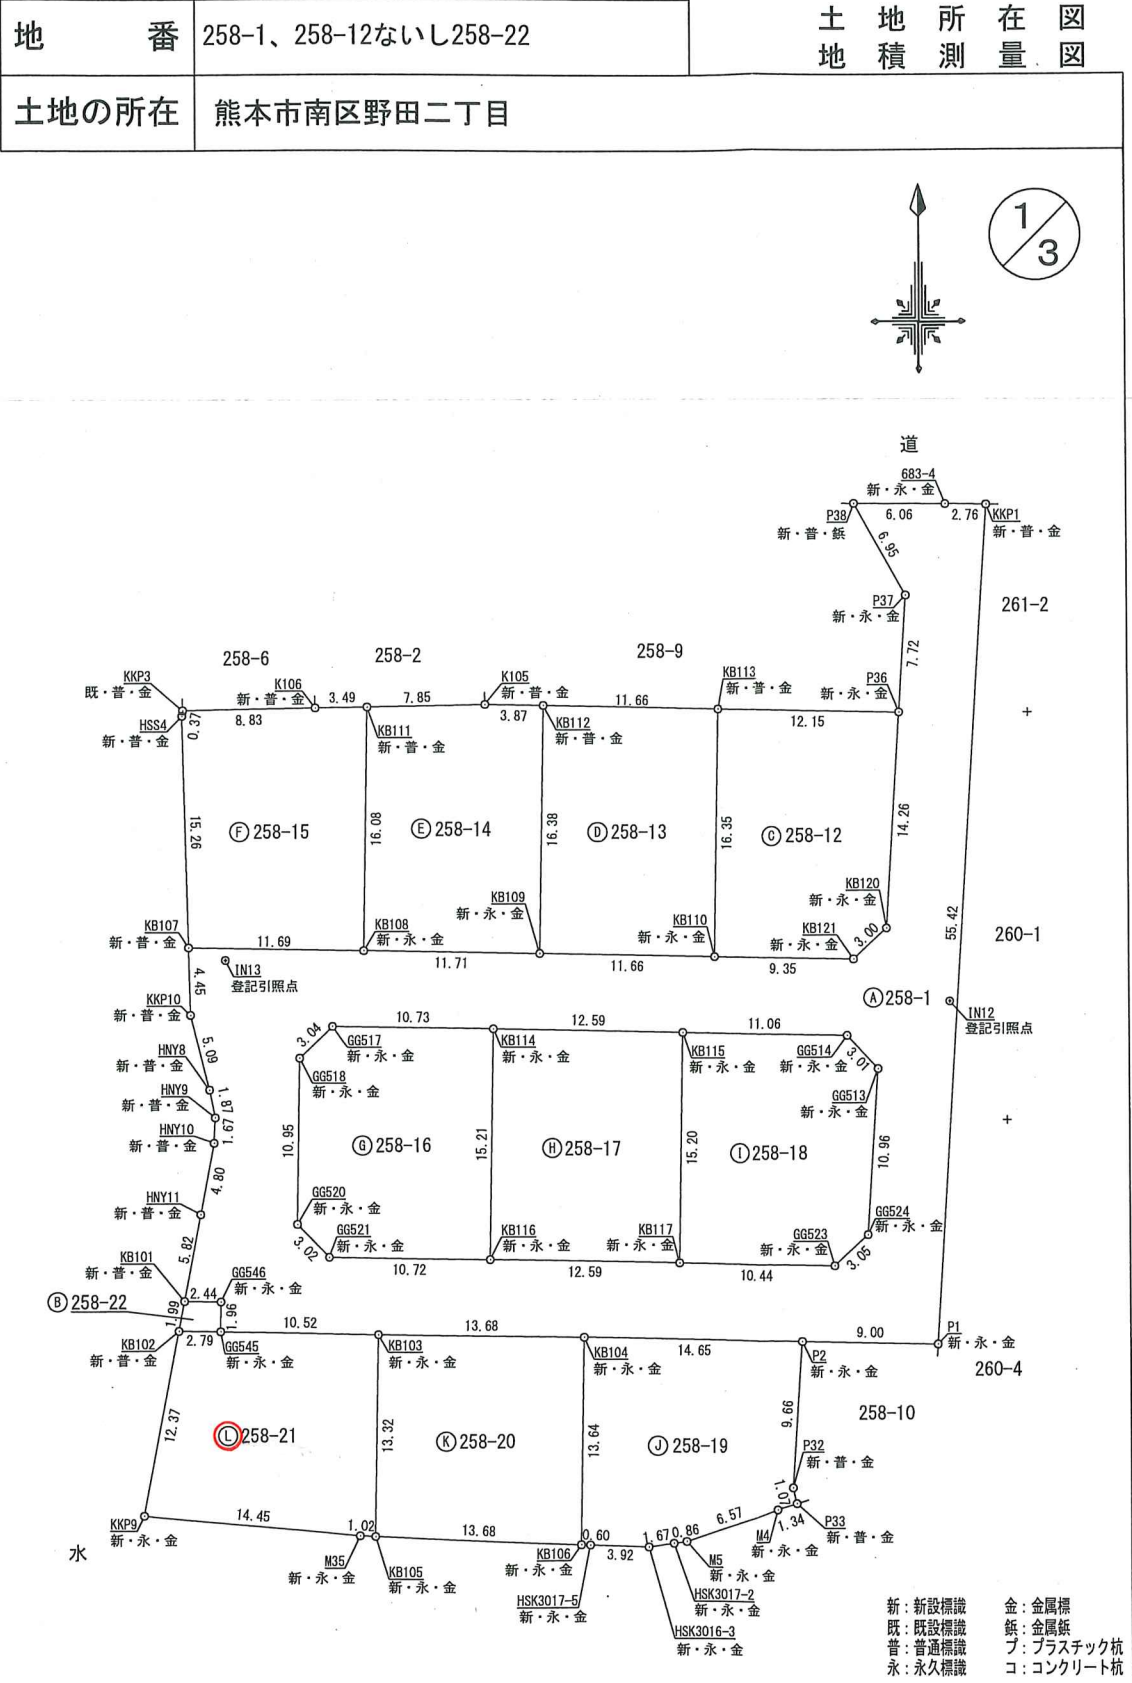 地　番 258-1、258-12ないし258-22
土地所在図
地積測量図
土地の所在 熊本市南区野田二丁目
1/3
道
683-4
新・永・金
P38
6.06
2.76
KKP1
新・普・鋲
新・普・金
6.95
P37
新・永・金
261-2
7.72
258-6
258-2
258-9
KKP3
既・普・金
K106
新・普・金
3.49
7.85
K105
新・普・金
11.66
KB113
新・普・金
P36
新・永・金
HSS4
新・普・金
0.37
8.83
3.87
12.15
KB111
新・普・金
KB112
新・普・金
15.26
Ⓕ258-15
16.08
Ⓔ258-14
16.38
Ⓓ258-13
16.35
Ⓒ258-12
14.26
KB120
新・永・金
KB109
新・永・金
KB107
新・普・金
11.69
KB108
新・永・金
11.71
KB110
新・永・金
11.66
KB121
新・永・金
3.00
9.35
55.42
260-1
4.45
IN13
登記引照点
Ⓐ258-1
IN12
登記引照点
KKP10
新・普・金
5.09
HNY8
新・普・金
1.87
HNY9
新・普・金
1.67
HNY10
新・普・金
4.80
HNY11
新・普・金
5.82
3.04
10.73
12.59
11.06
GG517
新・永・金
GG518
新・永・金
KB114
新・永・金
KB115
新・永・金
GG514
新・永・金
3.01
GG513
新・永・金
10.95
Ⓖ258-16
15.21
Ⓗ258-17
15.20
Ⓘ258-18
10.96
GG520
新・永・金
GG521
新・永・金
3.02
10.72
KB116
新・永・金
12.59
KB117
新・永・金
10.44
GG523
新・永・金
GG524
新・永・金
3.05
KB101
新・普・金
2.44
GG546
新・永・金
Ⓑ258-22
1.99
1.96
KB102
新・普・金
2.79
GG545
新・永・金
10.52
13.68
KB103
新・永・金
KB104
新・永・金
14.65
P2
新・永・金
9.00
P1
新・永・金
260-4
12.37
Ⓛ258-21
13.32
Ⓚ258-20
13.64
Ⓙ258-19
9.66
258-10
P32
新・普・金
1.07
P33
新・普・金
1.34
KKP9
新・永・金
14.45
1.02
M35
新・永・金
KB105
新・永・金
13.68
KB106
新・永・金
0.60
3.92
1.67
0.86
6.57
M4
新・永・金
M5
新・永・金
HSK3017-5
新・永・金
HSK3017-2
新・永・金
HSK3016-3
新・永・金
水
新：新設標識　金：金属標
既：既設標識　鋲：金属鋲
普：普通標識　プ：プラスチック杭
永：永久標識　コ：コンクリート杭